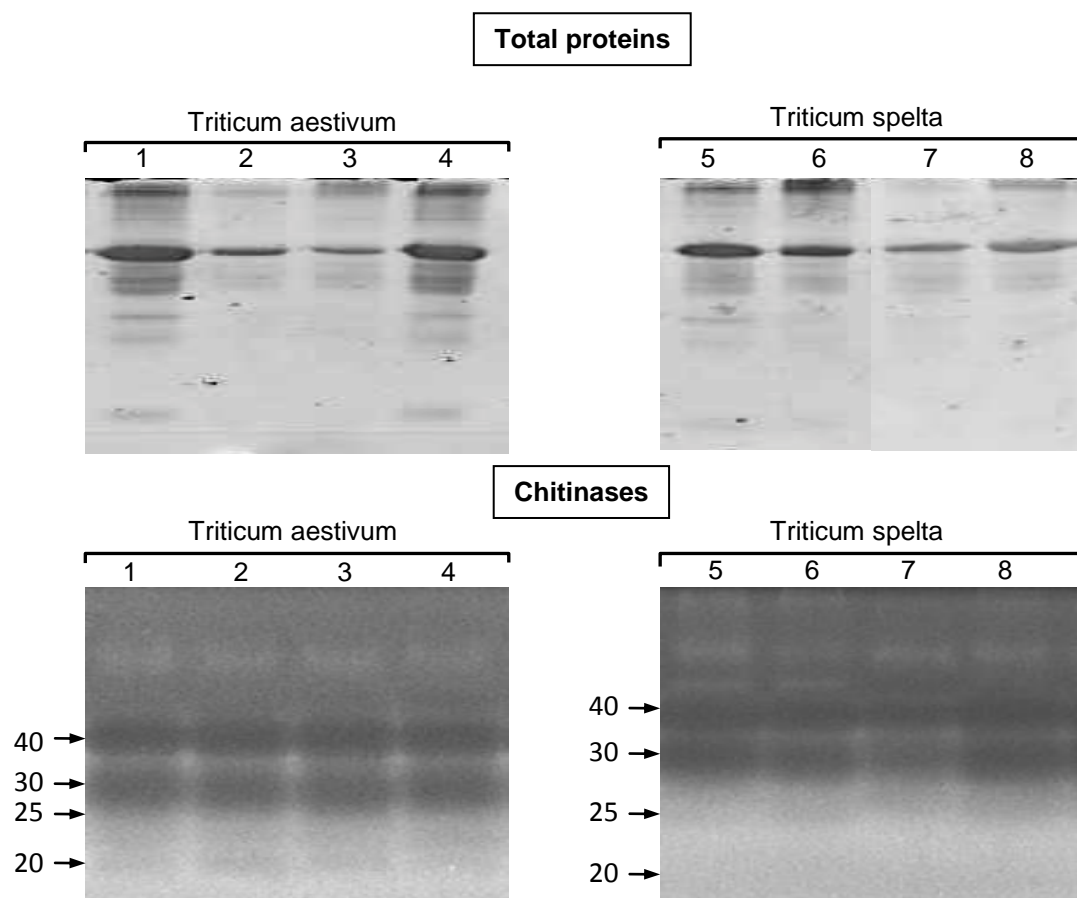 Total proteins
Triticum aestivum
Triticum spelta
1 2 3 4
5 6 7 8
Chitinases
Triticum aestivum
Triticum spelta
1 2 3 4
5 6 7 8
40
30
25
20
40
30
25
20